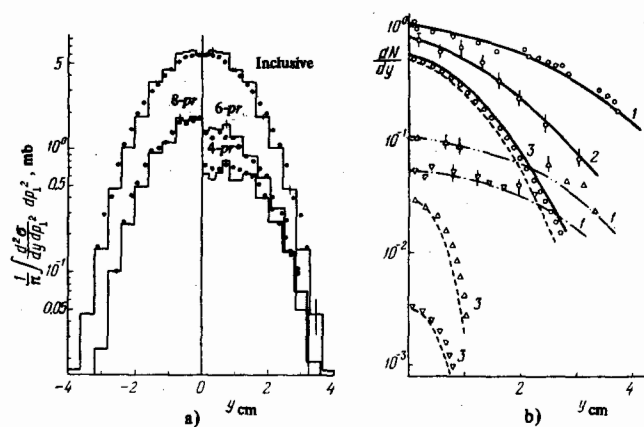 Inclusive
8-pr
6-pr
4-pr
5
10⁰
0.5
10⁻¹
0.05
1/π ∫ d²σ/dy dp⊥² dp⊥², mb
-4 -2 0 2 4
y cm
a)
10⁰
dN/dy
10⁻¹
10⁻²
10⁻³
1
2
3
1
1
3
3
0 2 4
y cm
b)